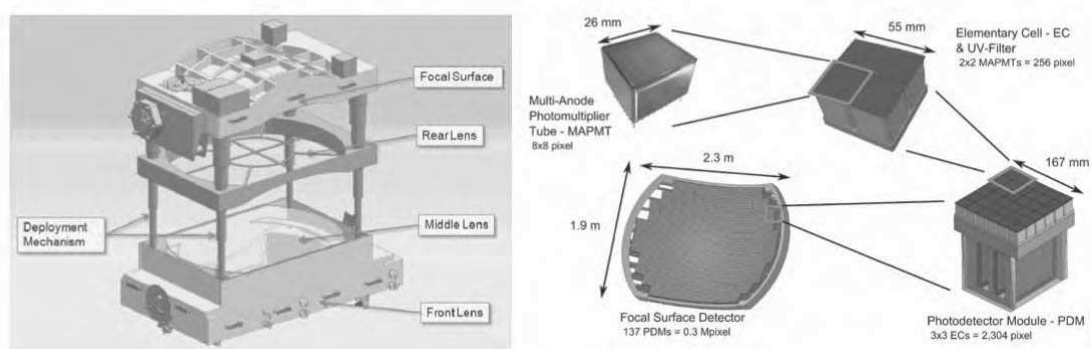 Focal Surface
Rear Lens
Deployment
Mechanism
Middle Lens
Front Lens
26 mm
55 mm
Elementary Cell - EC
& UV-Filter
2x2 MAPMTs = 256 pixel
Multi-Anode
Photomultiplier
Tube - MAPMT
8x8 pixel
2.3 m
167 mm
1.9 m
Focal Surface Detector
137 PDMs = 0.3 Mpixel
Photodetector Module - PDM
3x3 ECs = 2,304 pixel